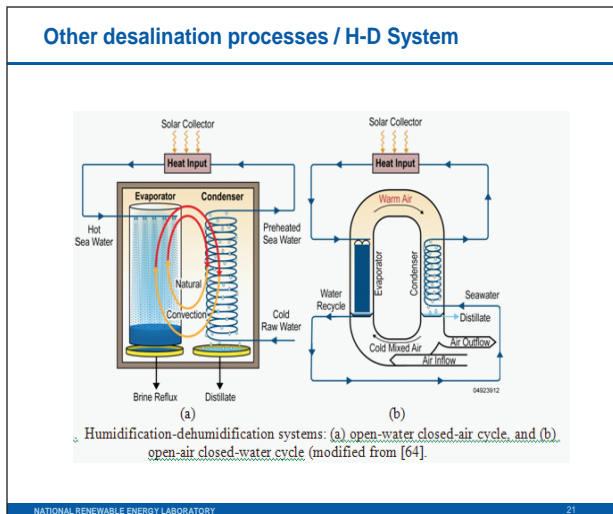 Other desalination processes / H-D System
Solar Collector
Heat Input
Evaporator
Condenser
Hot
Sea Water
Preheated
Sea Water
Natural
Convection
Cold
Raw Water
Brine Reflux
Distillate
(a)
Solar Collector
Heat Input
Warm Air
Evaporator
Condenser
Water
Recycle
Seawater
Distillate
Cold Mixed Air
Air Outflow
Air Inflow
04923912
(b)
. Humidification-dehumidification systems: (a) open-water closed-air cycle, and (b)
open-air closed-water cycle (modified from [64].
NATIONAL RENEWABLE ENERGY LABORATORY
21